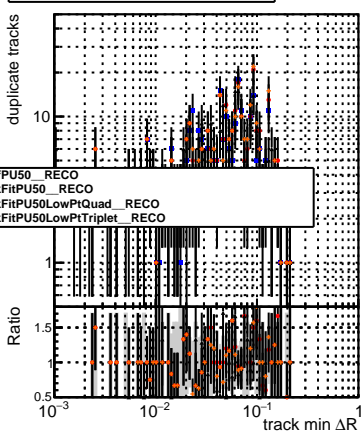 duplicate tracks
10
fPU50__RECO
FitPU50__RECO
FitPU50LowPtQuad__RECO
FitPU50LowPtTriplet__RECO
1
Ratio
1.5
1
0.5
10−3
10−2
10−1
1
track min ΔR